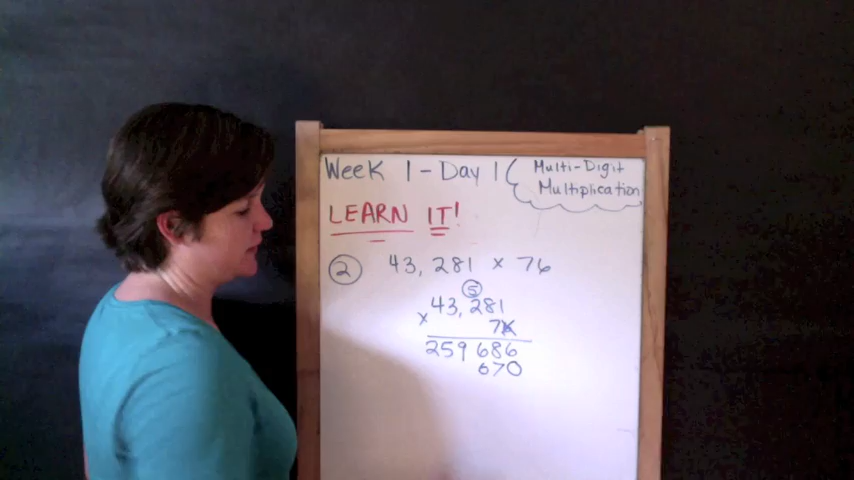 Week 1 - Day 1
Multi-Digit
Multiplication
LEARN IT!
2 43,281 x 76
5
43,281
x 76
259 686
670